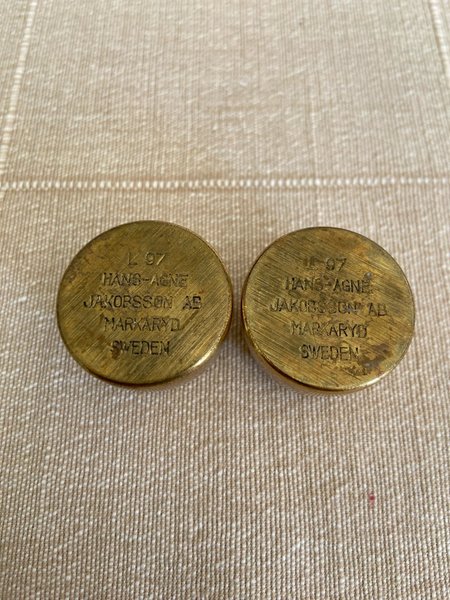 L 97
HANS-AGNE
JAKOBSSON AB
MARKARYD
SWEDEN
L 97
HANS-AGNE
JAKOBSSON AB
MARKARYD
SWEDEN